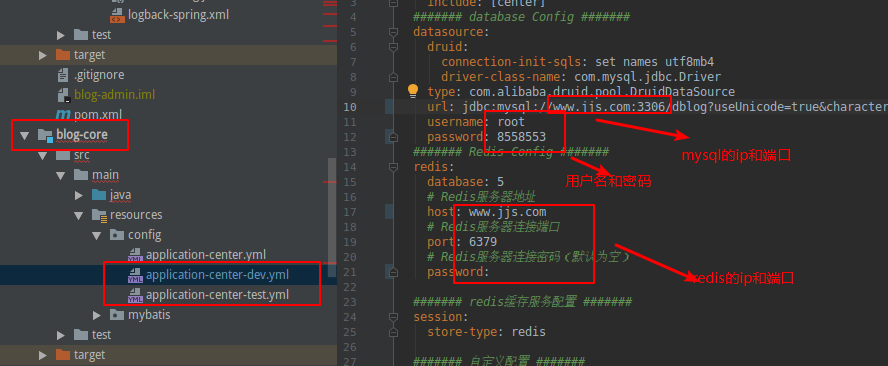 logback-spring.xml
test
target
.gitignore
blog-admin.iml
pom.xml
blog-core
src
main
java
resources
config
application-center.yml
application-center-dev.yml
application-center-test.yml
mybatis
test
target
3 include: [center]
4 ####### database Config #######
5 datasource:
6 druid:
7 connection-init-sqls: set names utf8mb4
8 driver-class-name: com.mysql.jdbc.Driver
9 type: com.alibaba.druid.pool.DruidDataSource
10 url: jdbc:mysql://www.jjs.com:3306/dblog?useUnicode=true&character
11 username: root
12 password: 8558553
13 ####### Redis Config #######
14 redis:
15 database: 5
16 # Redis服务器地址
17 host: www.jjs.com
18 # Redis服务器连接端口
19 port: 6379
20 # Redis服务器连接密码（默认为空）
21 password:
22
23 ####### redis缓存服务配置 #######
24 session:
25 store-type: redis
26
27 ####### 自定义配置 #######
mysql的ip和端口
用户名和密码
redis的ip和端口